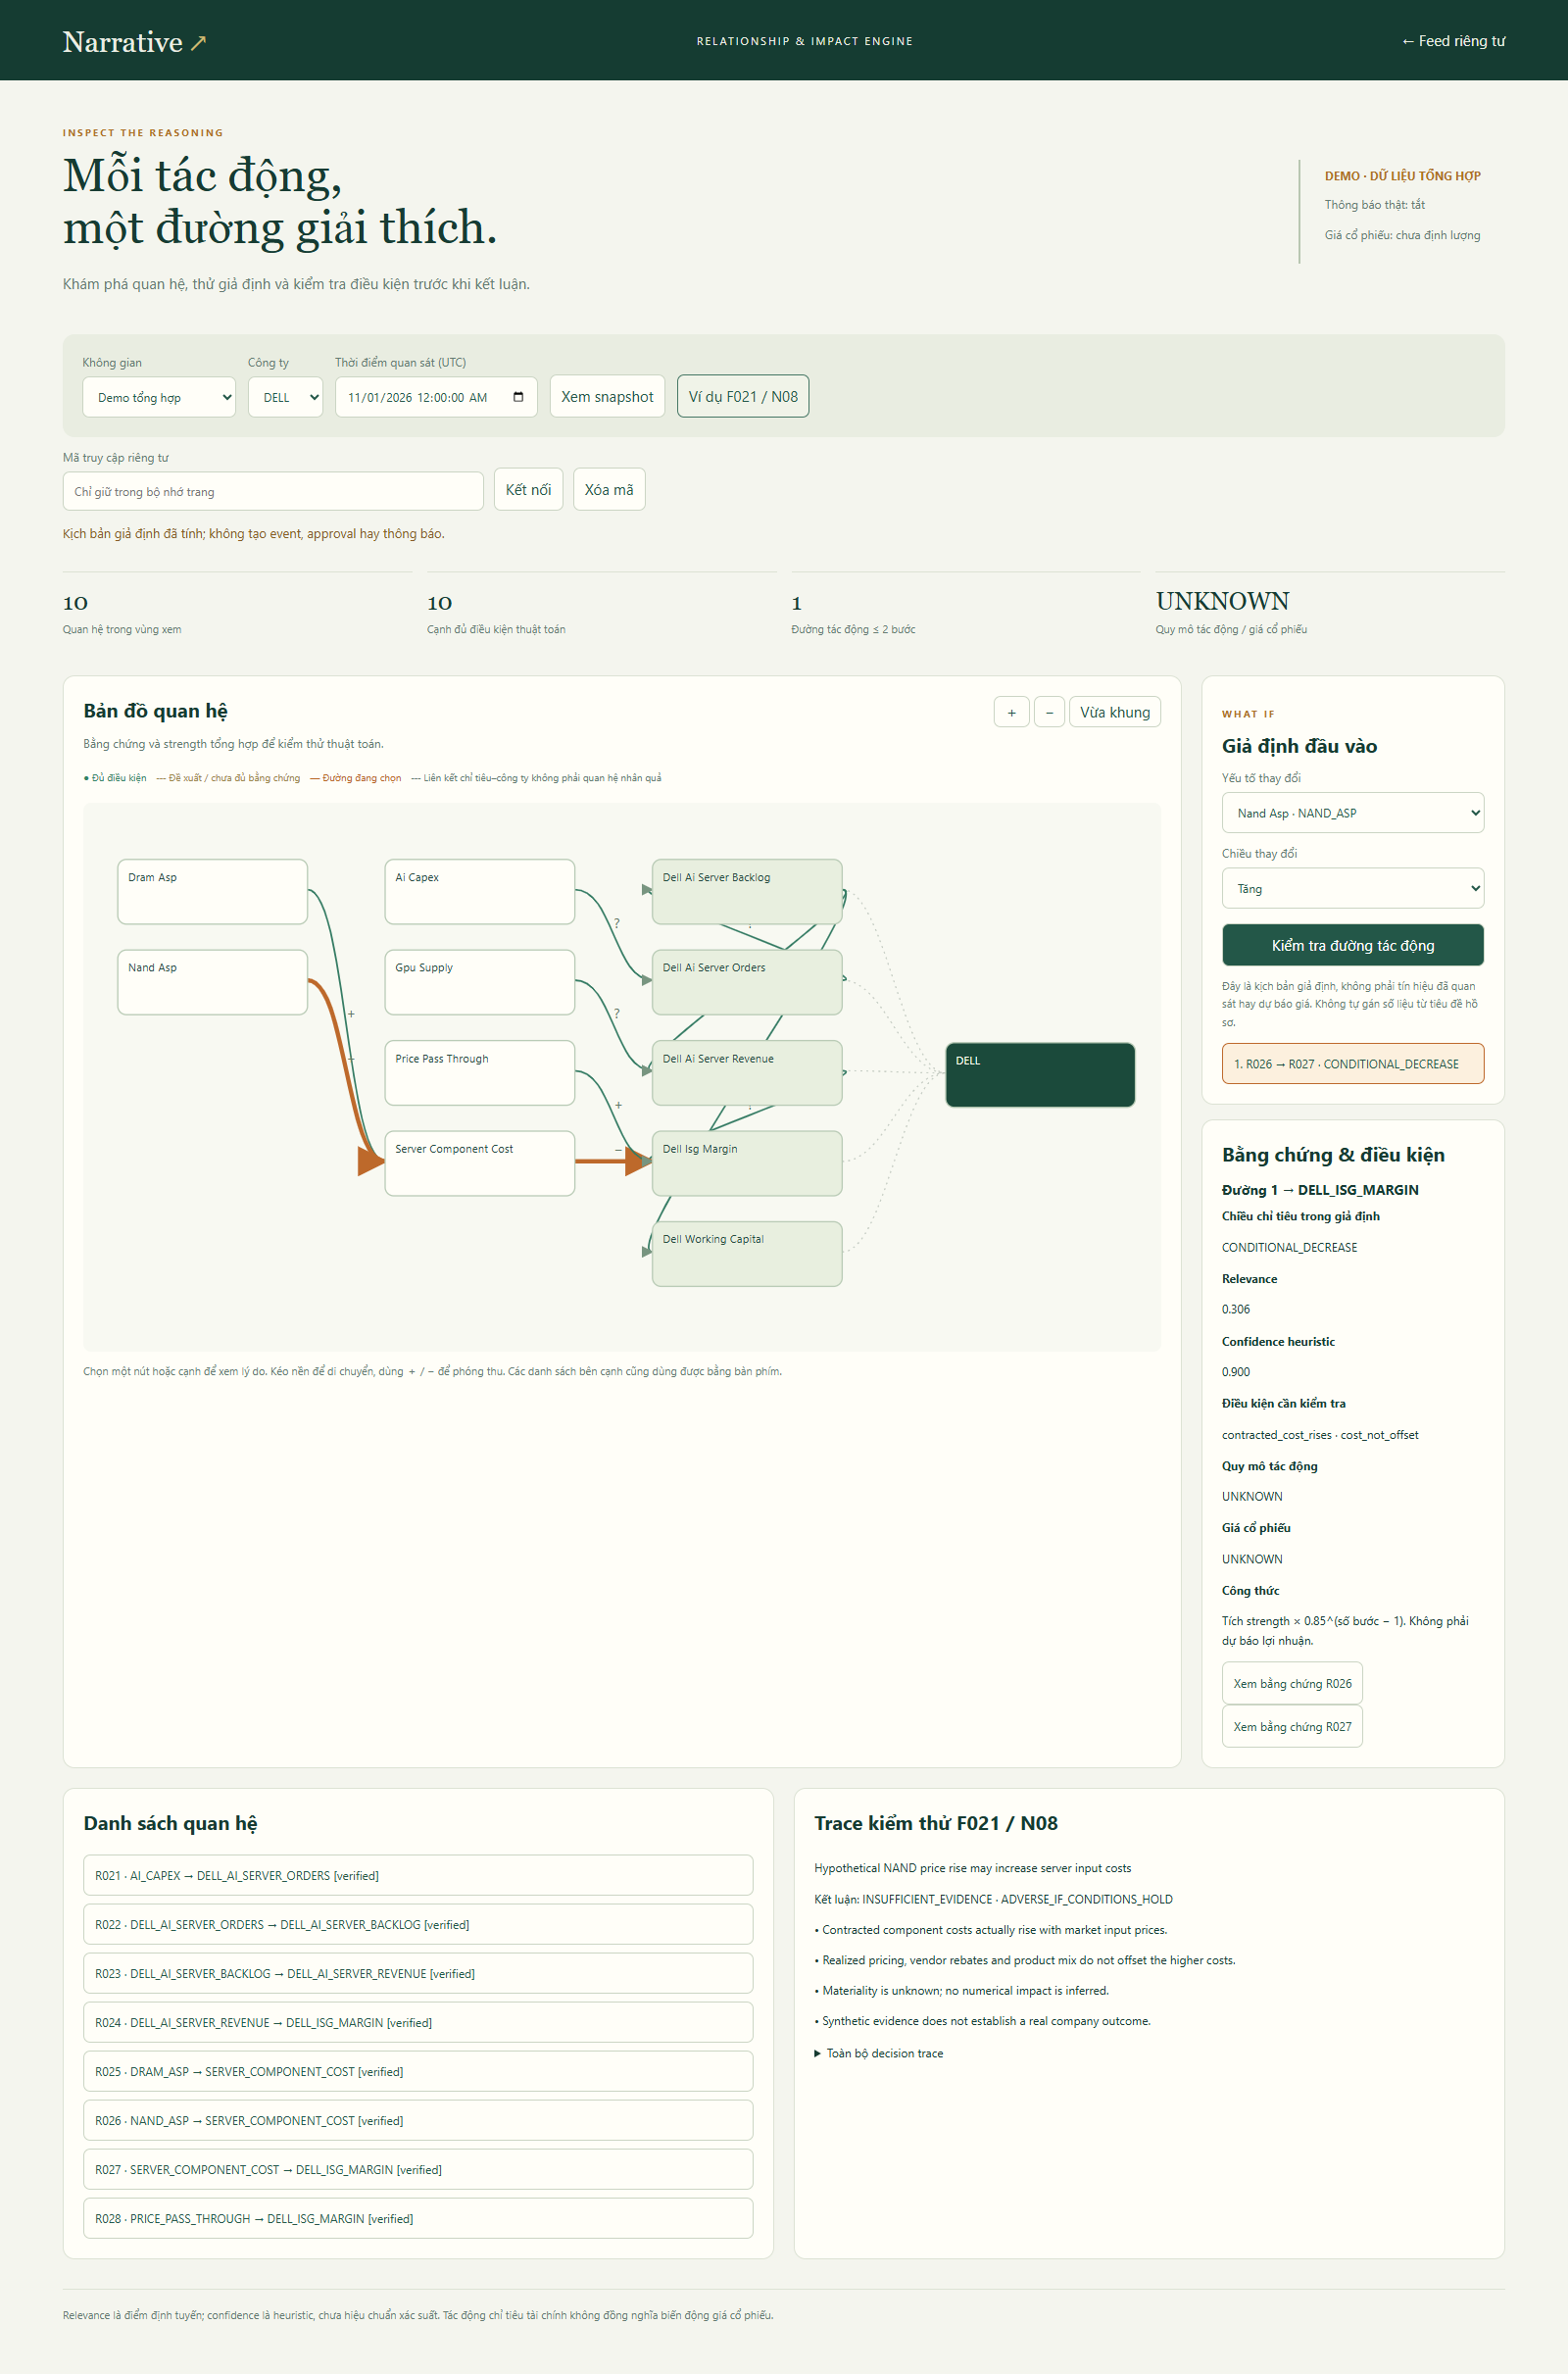 Narrative ↗
RELATIONSHIP & IMPACT ENGINE
← Feed riêng tư
INSPECT THE REASONING
Mỗi tác động,
một đường giải thích.
Khám phá quan hệ, thử giả định và kiểm tra điều kiện trước khi kết luận.
DEMO · DỮ LIỆU TỔNG HỢP
Thông báo thật: tắt
Giá cổ phiếu: chưa định lượng
Không gian
Công ty
Thời điểm quan sát (UTC)
Demo tổng hợp
DELL
11/01/2026 12:00:00 AM
Xem snapshot
Ví dụ F021 / N08
Mã truy cập riêng tư
Chỉ giữ trong bộ nhớ trang
Kết nối
Xóa mã
Kịch bản giả định đã tính; không tạo event, approval hay thông báo.
10
Quan hệ trong vùng xem
10
Cạnh đủ điều kiện thuật toán
1
Đường tác động ≤ 2 bước
UNKNOWN
Quy mô tác động / giá cổ phiếu
Bản đồ quan hệ
+
−
Vừa khung
Bằng chứng và strength tổng hợp để kiểm thử thuật toán.
● Đủ điều kiện
--- Đề xuất / chưa đủ bằng chứng
— Đường đang chọn
--- Liên kết chỉ tiêu–công ty không phải quan hệ nhân quả
Dram Asp
Ai Capex
Dell Ai Server Backlog
?
Nand Asp
Gpu Supply
Dell Ai Server Orders
+
?
−
Price Pass Through
Dell Ai Server Revenue
DELL
+
Server Component Cost
−
Dell Isg Margin
Dell Working Capital
Chọn một nút hoặc cạnh để xem lý do. Kéo nền để di chuyển, dùng + / − để phóng thu. Các danh sách bên cạnh cũng dùng được bằng bàn phím.
WHAT IF
Giả định đầu vào
Yếu tố thay đổi
Nand Asp · NAND_ASP
Chiều thay đổi
Tăng
Kiểm tra đường tác động
Đây là kịch bản giả định, không phải tín hiệu đã quan
sát hay dự báo giá. Không tự gán số liệu từ tiêu đề hồ
sơ.
1. R026 → R027 · CONDITIONAL_DECREASE
Bằng chứng & điều kiện
Đường 1 → DELL_ISG_MARGIN
Chiều chỉ tiêu trong giả định
CONDITIONAL_DECREASE
Relevance
0.306
Confidence heuristic
0.900
Điều kiện cần kiểm tra
contracted_cost_rises · cost_not_offset
Quy mô tác động
UNKNOWN
Giá cổ phiếu
UNKNOWN
Công thức
Tích strength × 0.85^(số bước − 1). Không phải
dự báo lợi nhuận.
Xem bằng chứng R026
Xem bằng chứng R027
Danh sách quan hệ
R021 · AI_CAPEX → DELL_AI_SERVER_ORDERS [verified]
R022 · DELL_AI_SERVER_ORDERS → DELL_AI_SERVER_BACKLOG [verified]
R023 · DELL_AI_SERVER_BACKLOG → DELL_AI_SERVER_REVENUE [verified]
R024 · DELL_AI_SERVER_REVENUE → DELL_ISG_MARGIN [verified]
R025 · DRAM_ASP → SERVER_COMPONENT_COST [verified]
R026 · NAND_ASP → SERVER_COMPONENT_COST [verified]
R027 · SERVER_COMPONENT_COST → DELL_ISG_MARGIN [verified]
R028 · PRICE_PASS_THROUGH → DELL_ISG_MARGIN [verified]
Trace kiểm thử F021 / N08
Hypothetical NAND price rise may increase server input costs
Kết luận: INSUFFICIENT_EVIDENCE · ADVERSE_IF_CONDITIONS_HOLD
• Contracted component costs actually rise with market input prices.
• Realized pricing, vendor rebates and product mix do not offset the higher costs.
• Materiality is unknown; no numerical impact is inferred.
• Synthetic evidence does not establish a real company outcome.
▶ Toàn bộ decision trace
Relevance là điểm định tuyến; confidence là heuristic, chưa hiệu chuẩn xác suất. Tác động chỉ tiêu tài chính không đồng nghĩa biến động giá cổ phiếu.